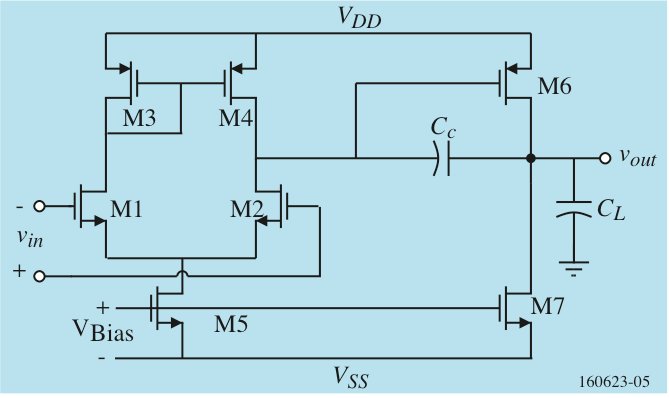 VDD
M3
M4
M6
Cc
vout
-
M1
M2
CL
vin
+
+
VBias
M5
M7
-
VSS
160623-05